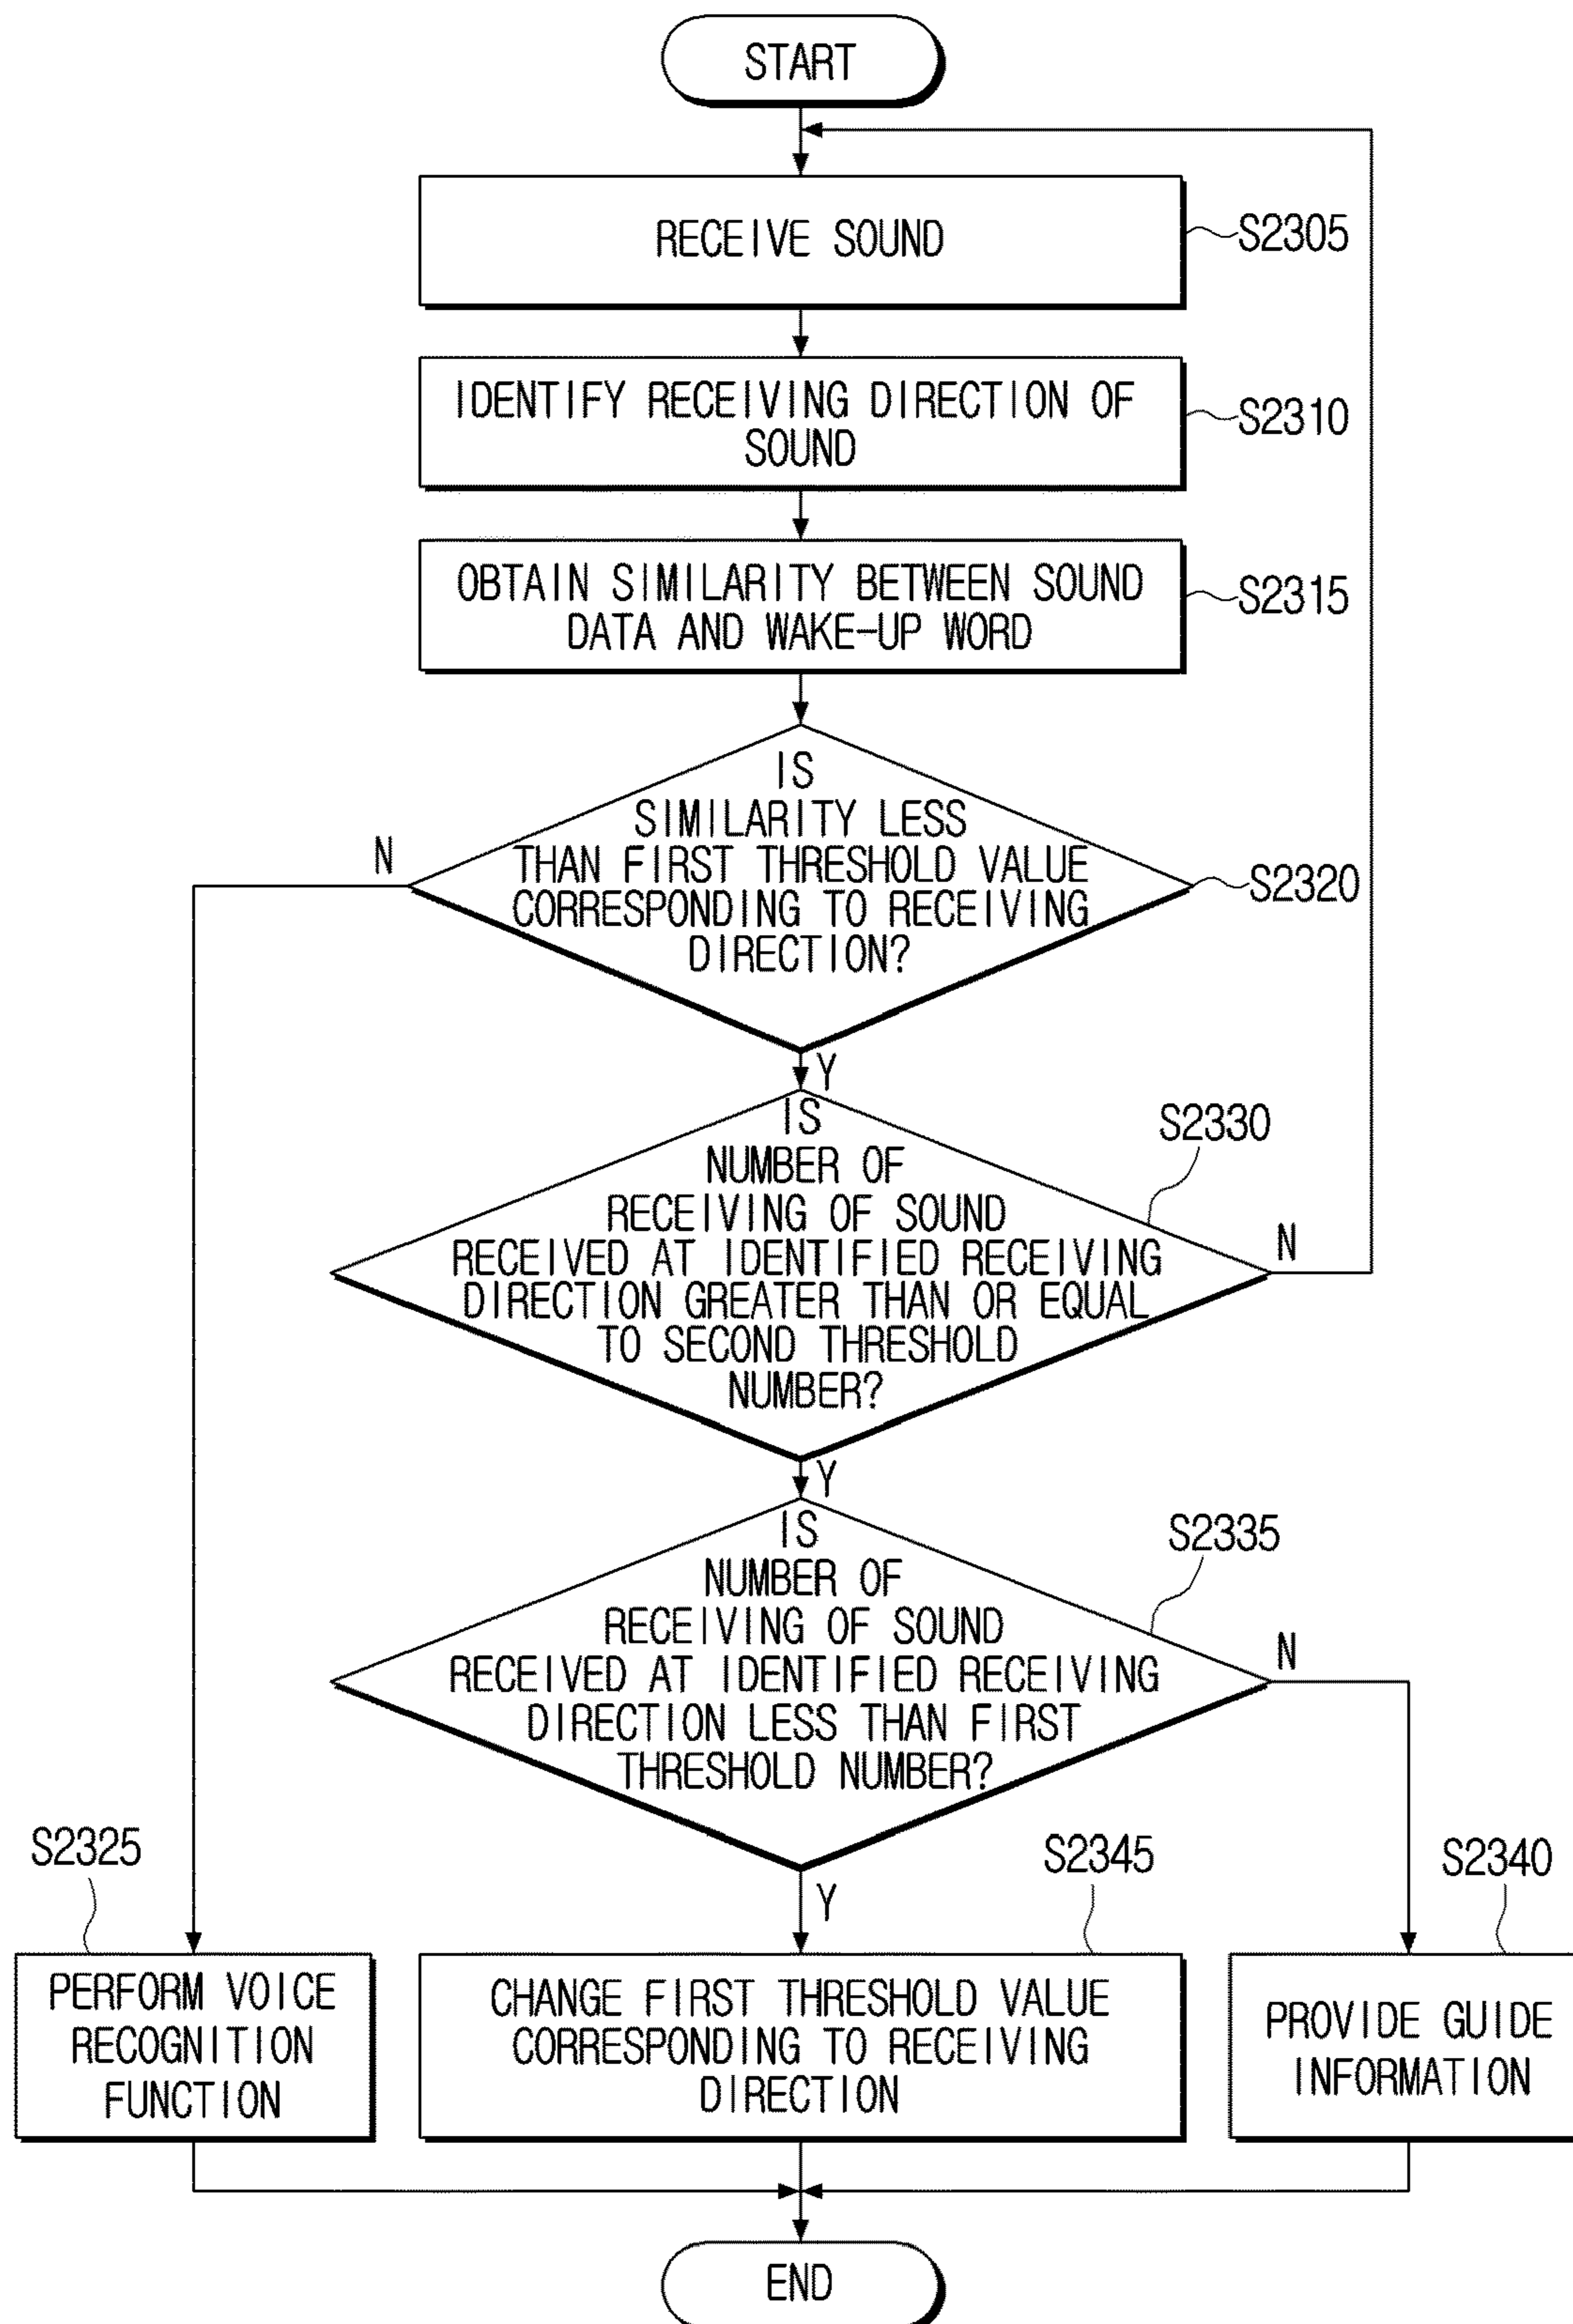 START
RECEIVE SOUND
S2305
IDENTIFY RECEIVING DIRECTION OF
SOUND
S2310
OBTAIN SIMILARITY BETWEEN SOUND
DATA AND WAKE-UP WORD
S2315
IS
SIMILARITY LESS
THAN FIRST THRESHOLD VALUE
CORRESPONDING TO RECEIVING
DIRECTION?
N
S2320
Y
IS
NUMBER OF
RECEIVING OF SOUND
RECEIVED AT IDENTIFIED RECEIVING
DIRECTION GREATER THAN OR EQUAL
TO SECOND THRESHOLD
NUMBER?
S2330
N
Y
IS
NUMBER OF
RECEIVING OF SOUND
RECEIVED AT IDENTIFIED RECEIVING
DIRECTION LESS THAN FIRST
THRESHOLD NUMBER?
S2335
N
Y
S2325
PERFORM VOICE
RECOGNITION
FUNCTION
S2345
CHANGE FIRST THRESHOLD VALUE
CORRESPONDING TO RECEIVING
DIRECTION
S2340
PROVIDE GUIDE
INFORMATION
END